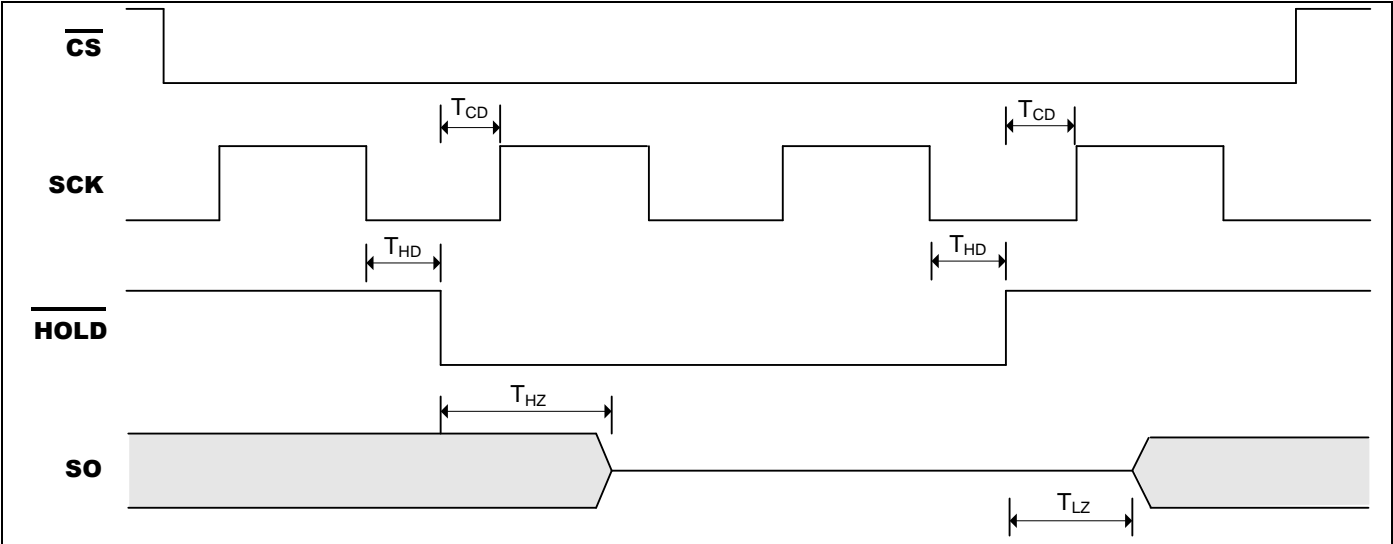 CS
T_CD T_CD
SCK
T_HD T_HD
HOLD
T_HZ
SO
T_LZ